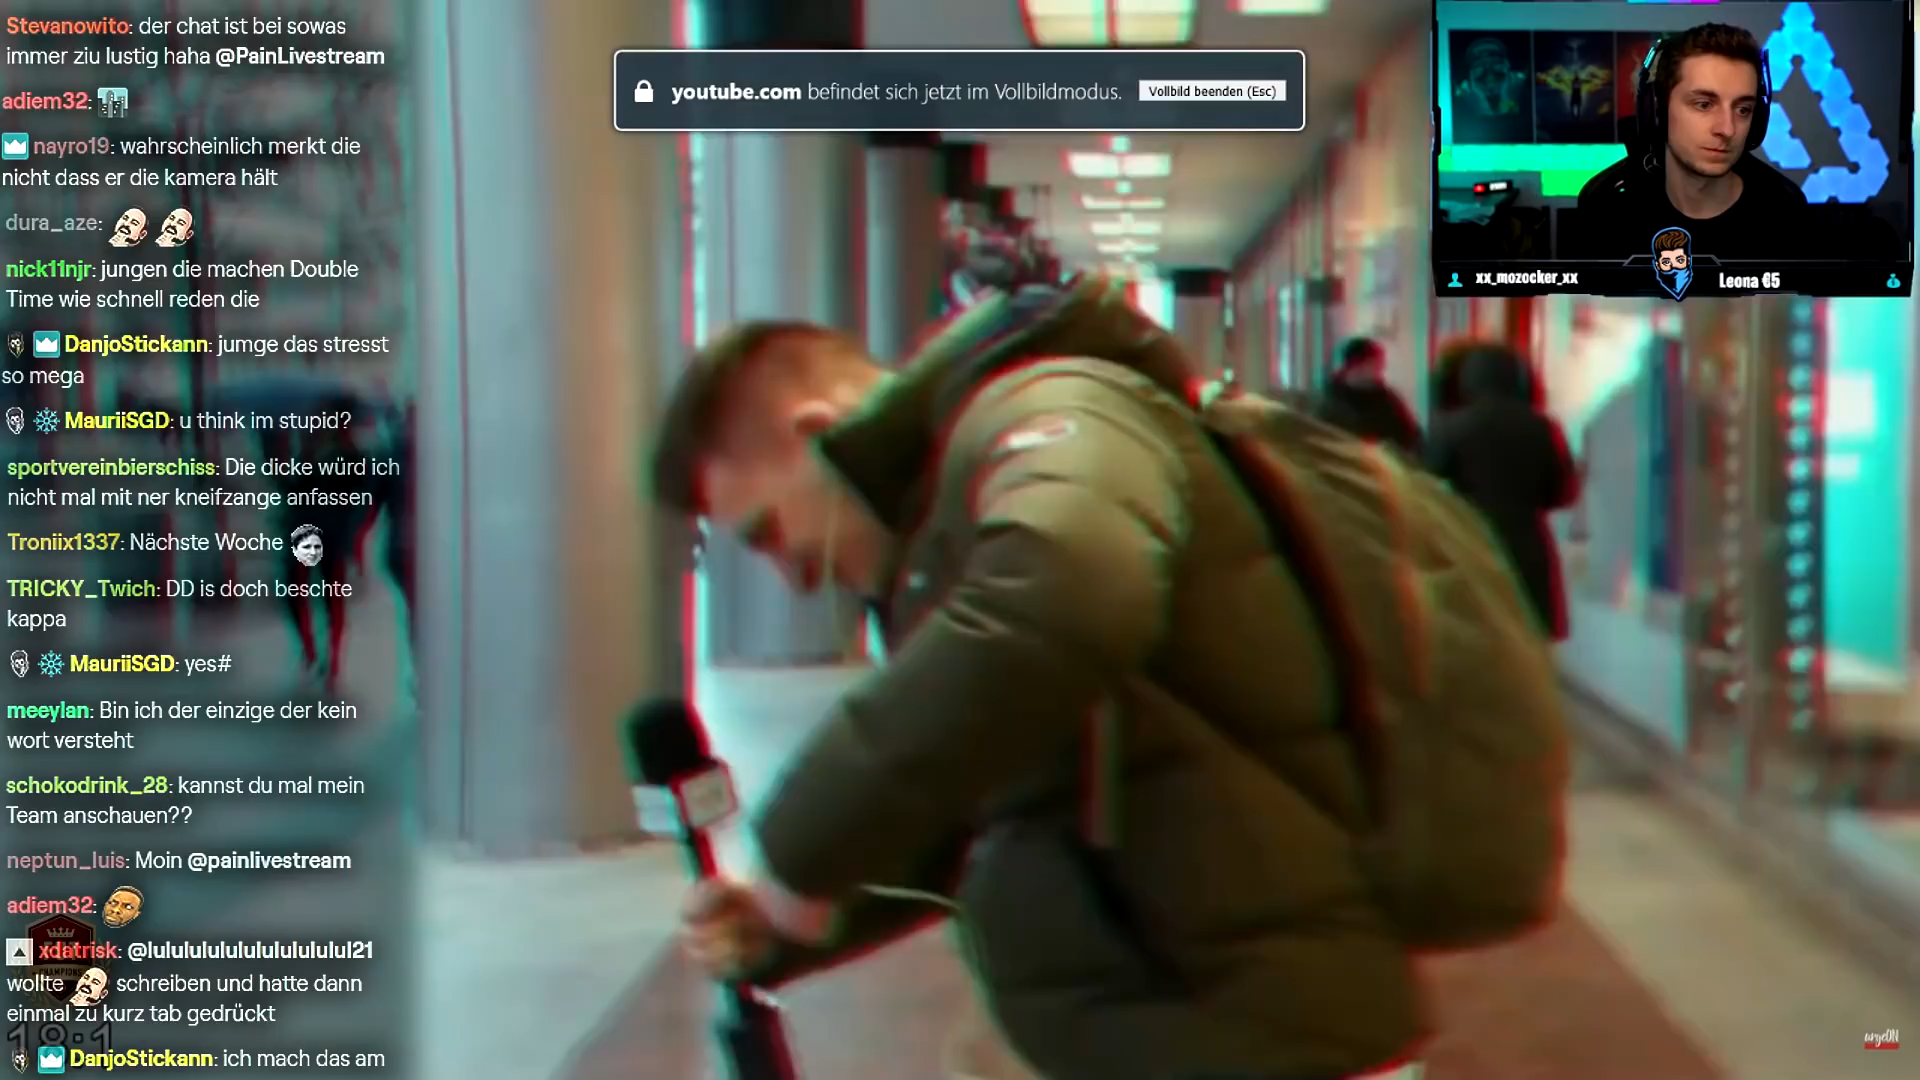 Stevanowito: der chat ist bei sowas
immer ziu lustig haha @PainLivestream
adiem32:
nayro19: wahrscheinlich merkt die
nicht dass er die kamera hält
dura_aze:
nick11njr: jungen die machen Double
Time wie schnell reden die
DanjoStickann: jumge das stresst
so mega
MauriiSGD: u think im stupid?
sportvereinbierschiss: Die dicke würd ich
nicht mal mit ner kneifzange anfassen
Troniix1337: Nächste Woche
TRICKY_Twich: DD is doch beschte
kappa
MauriiSGD: yes#
meeylan: Bin ich der einzige der kein
wort versteht
schokodrink_28: kannst du mal mein
Team anschauen??
neptun_luis: Moin @painlivestream
adiem32:
xdatrisk: @lululululululululululul21
wollte schreiben und hatte dann
einmal zu kurz tab gedrückt
18:1
DanjoStickann: ich mach das am
youtube.com befindet sich jetzt im Vollbildmodus.
Vollbild beenden (Esc)
xx_mozocker_xx
Leona €5